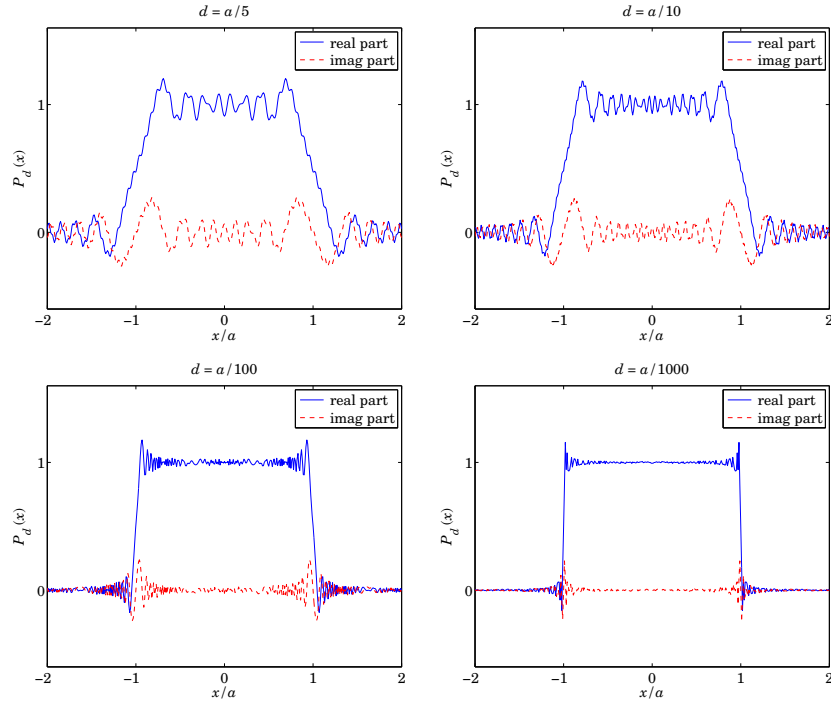 d = a/5
real part
imag part
1
0
P_d(x)
−2
−1
0
1
2
x/a
d = a/10
real part
imag part
1
0
P_d(x)
−2
−1
0
1
2
x/a
d = a/100
real part
imag part
1
0
P_d(x)
−2
−1
0
1
2
x/a
d = a/1000
real part
imag part
1
0
P_d(x)
−2
−1
0
1
2
x/a